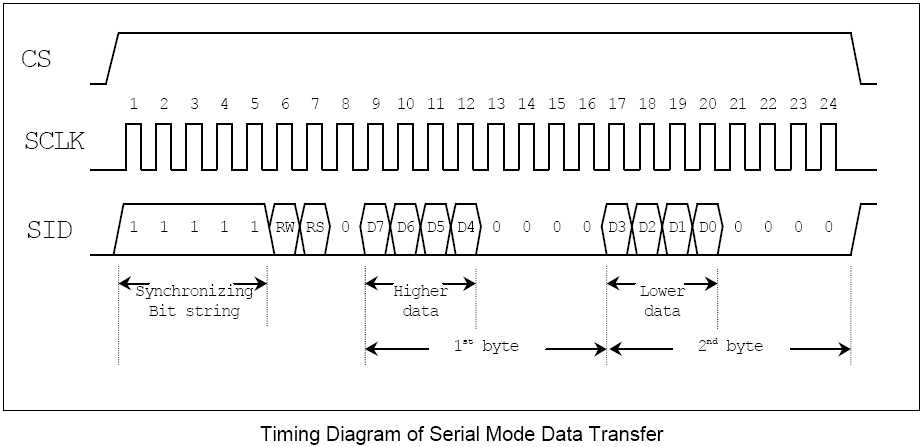 CS
1 2 3 4 5 6 7 8 9 10 11 12 13 14 15 16 17 18 19 20 21 22 23 24
SCLK
SID 1 1 1 1 1 RW RS 0 D7 D6 D5 D4 0 0 0 0 D3 D2 D1 D0 0 0 0 0
Synchronizing
Bit string
Higher
data
Lower
data
1st byte
2nd byte
Timing Diagram of Serial Mode Data Transfer